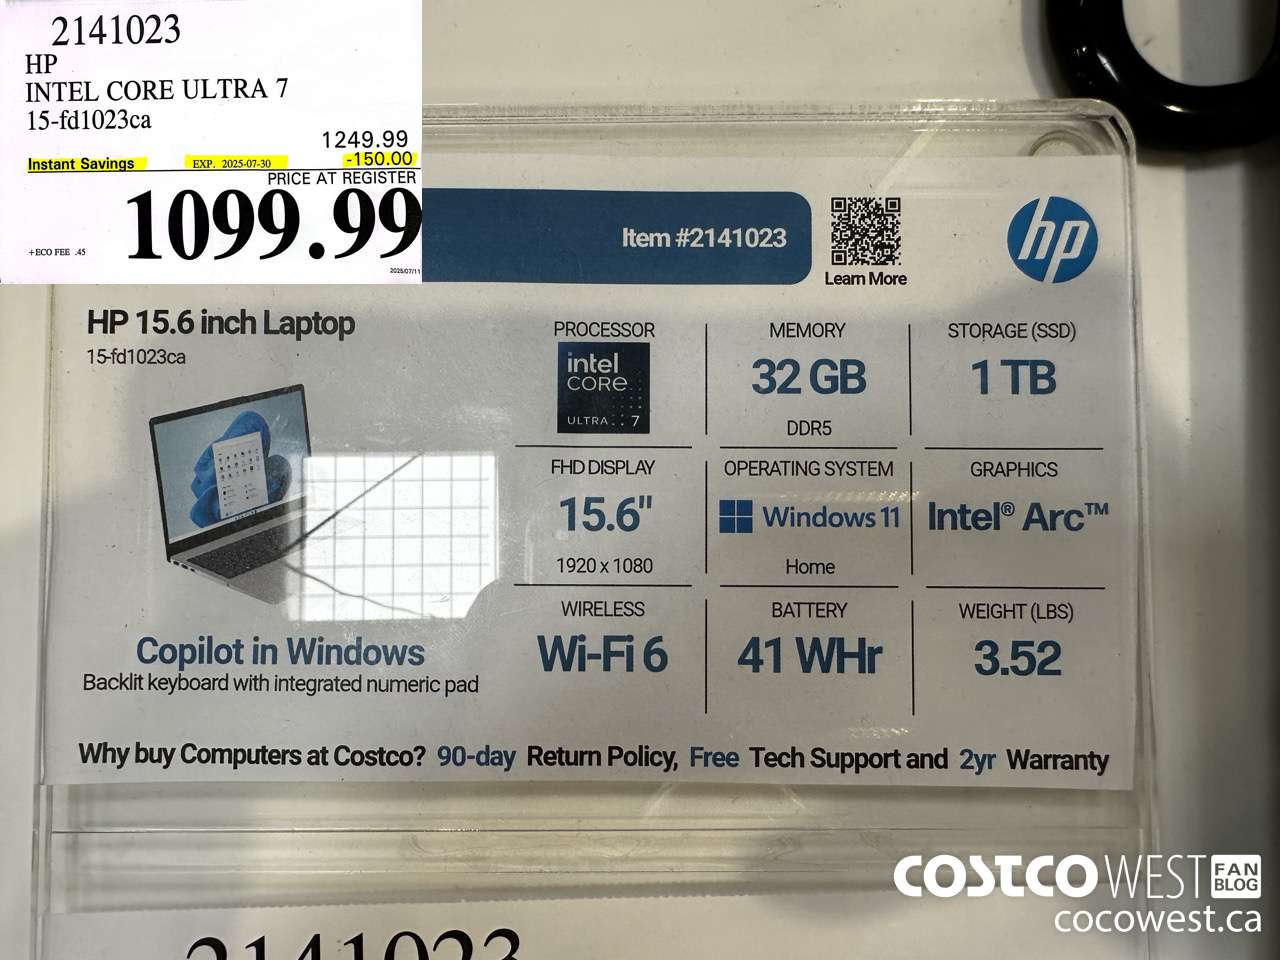 2141023
HP
INTEL CORE ULTRA 7
15-fd1023ca
1249.99
Instant Savings EXP. 2025-07-30 -150.00
PRICE AT REGISTER
1099.99
+ECO FEE .45
2025/07/11
Item #2141023
Learn More
hp
HP 15.6 inch Laptop
15-fd1023ca
PROCESSOR
intel
CORE
ULTRA 7
MEMORY
32 GB
DDR5
STORAGE (SSD)
1 TB
FHD DISPLAY
15.6"
1920 x 1080
OPERATING SYSTEM
Windows 11
Home
GRAPHICS
Intel® Arc™
WIRELESS
Wi-Fi 6
BATTERY
41 WHr
WEIGHT (LBS)
3.52
Copilot in Windows
Backlit keyboard with integrated numeric pad
Why buy Computers at Costco? 90-day Return Policy, Free Tech Support and 2yr Warranty
2141023
COSTCO WEST FAN BLOG
cocowest.ca